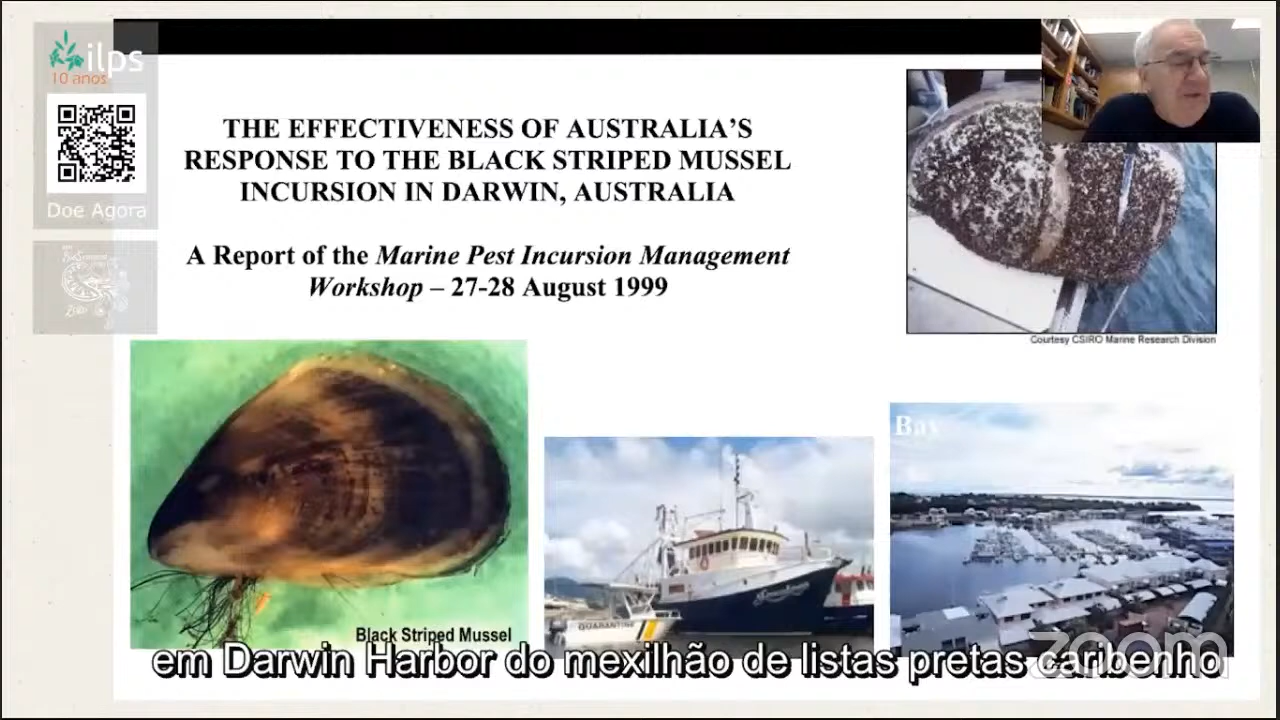 ilps
10 anos
Doe Agora
THE EFFECTIVENESS OF AUSTRALIA'S
RESPONSE TO THE BLACK STRIPED MUSSEL
INCURSION IN DARWIN, AUSTRALIA
A Report of the Marine Pest Incursion Management
Workshop – 27-28 August 1999
Courtesy CSIRO Marine Research Division
Bay
QUARANTINE
Black Striped Mussel
em Darwin Harbor do mexilhão de listas pretas caribenho
zoom